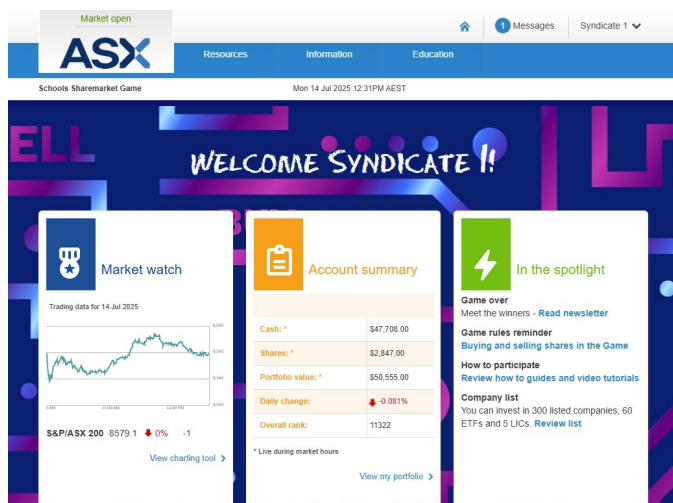 Market open
ASX
1 Messages
Syndicate 1
Resources
Information
Education
Schools Sharemarket Game
Mon 14 Jul 2025 12:31PM AEST
ELL
WELCOME SYNDICATE 1!
Market watch
Trading data for 14 Jul 2025
11:00 AM
12:00 PM
S&P/ASX 200 8579.1 0% -1
View charting tool
Account summary
Cash: * $47,708.00
Shares: * $2,847.00
Portfolio value: * $50,555.00
Daily change: -0.081%
Overall rank: 11322
* Live during market hours
View my portfolio
In the spotlight
Game over
Meet the winners - Read newsletter
Game rules reminder
Buying and selling shares in the Game
How to participate
Review how to guides and video tutorials
Company list
You can invest in 300 listed companies, 60
ETFs and 5 LICs. Review list